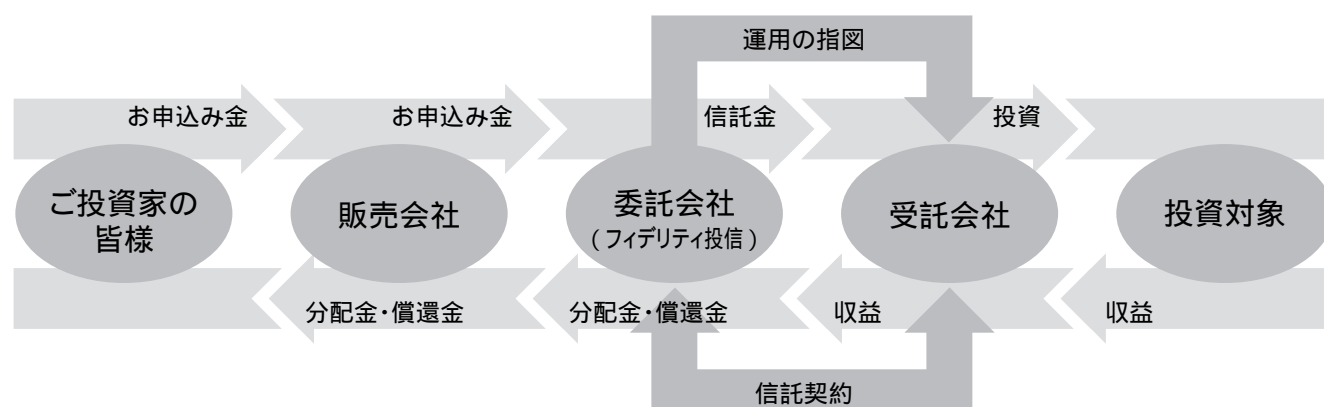 運用の指図
お申込み金 お申込み金 信託金 投資
ご投資家の
皆様
販売会社
委託会社
(フィデリティ投信)
受託会社
投資対象
分配金・償還金 分配金・償還金 収益 収益
信託契約